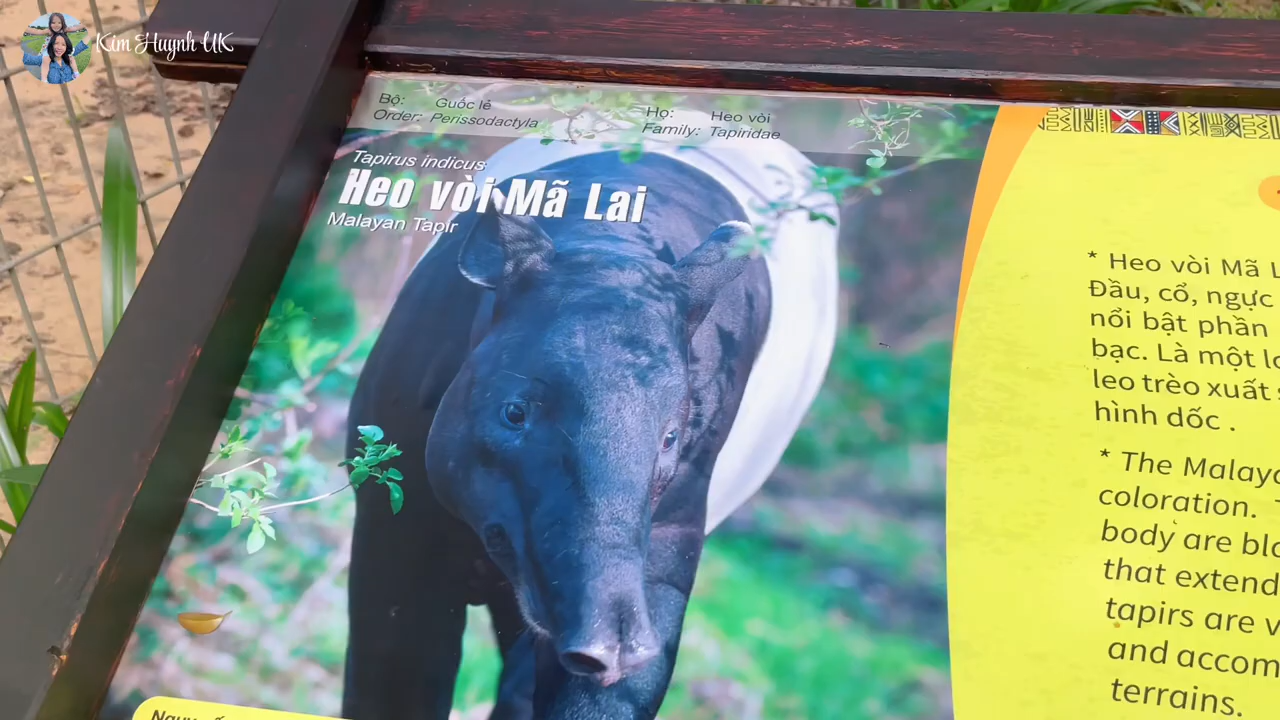 Kim Huynh UK
Bộ: Guốc lẻ
Order: Perissodactyla
Họ: Heo vòi
Family: Tapiridae
Tapirus indicus
Heo vòi Mã Lai
Malayan Tapir
* Heo vòi Mã L
Đầu, cổ, ngực
nổi bật phần
bạc. Là một lo
leo trèo xuất s
hình dốc .
* The Malaya
coloration.
body are bla
that extend
tapirs are v
and accom
terrains.